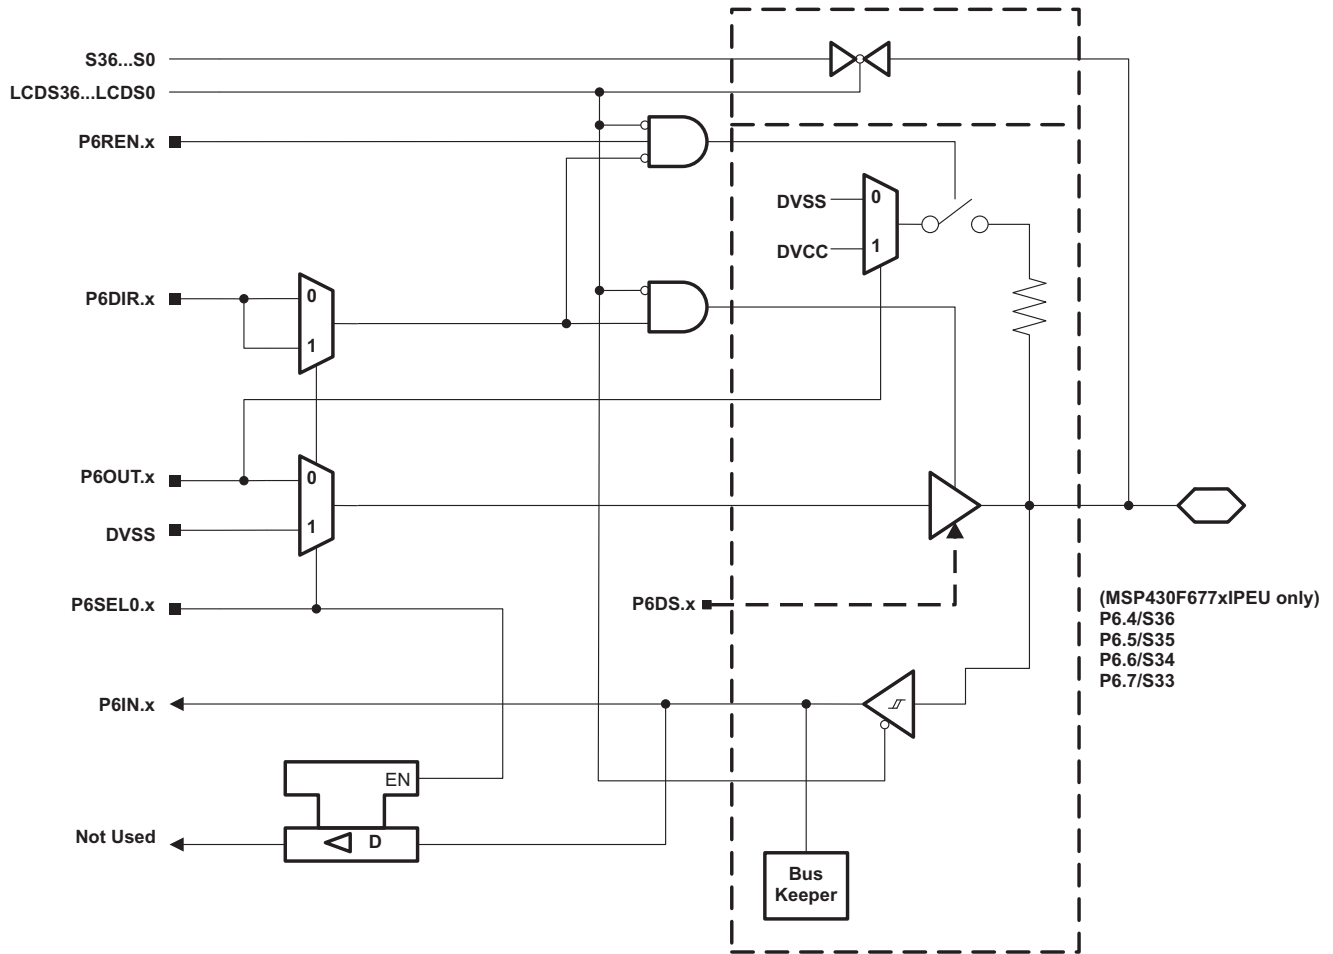 S36...S0
LCDS36...LCDS0
P6REN.x
DVSS
0
DVCC
1
P6DIR.x
0
1
P6OUT.x
0
DVSS
1
P6SEL0.x
P6DS.x
(MSP430F677xIPEU only)
P6.4/S36
P6.5/S35
P6.6/S34
P6.7/S33
P6IN.x
EN
Not Used
D
Bus
Keeper